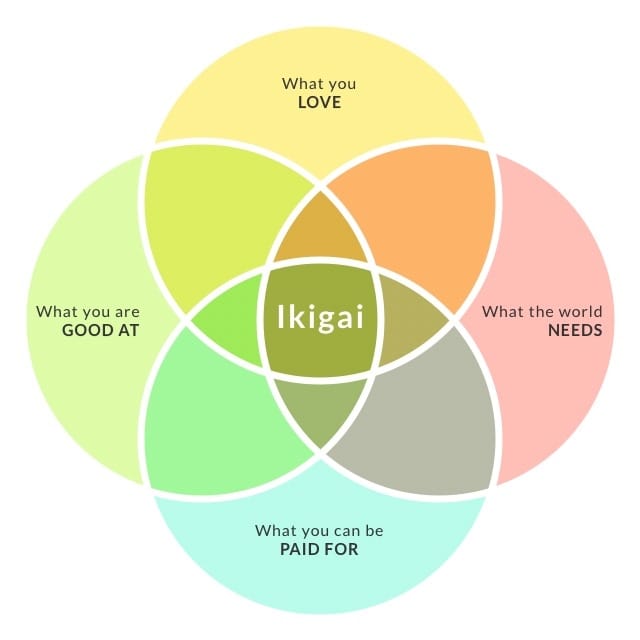 What you
LOVE
What you are
GOOD AT
Ikigai
What the world
NEEDS
What you can be
PAID FOR